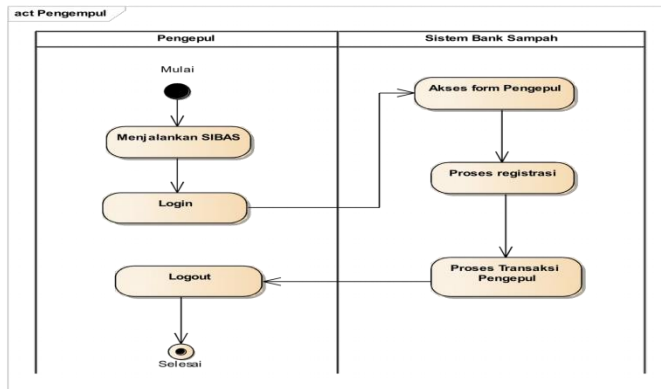 act Pengempul
Pengepul
Sistem Bank Sampah
Mulai
Menjalankan SIBAS
Login
Akses form Pengepul
Proses registrasi
Proses Transaksi
Pengepul
Logout
Selesai